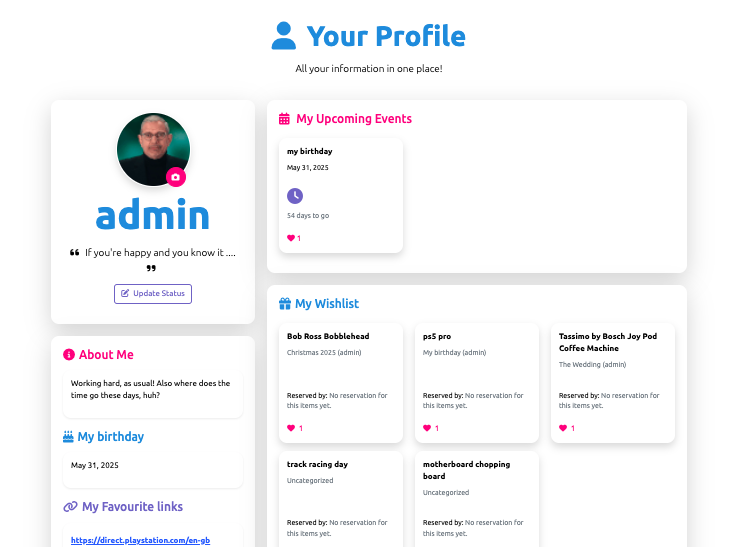 Your Profile
All your information in one place!
admin
❝ If you're happy and you know it ....
❞
Update Status
About Me
Working hard, as usual! Also where does the
time go these days, huh?
My birthday
May 31, 2025
My Favourite links
https://direct.playstation.com/en-gb
My Upcoming Events
my birthday
May 31, 2025
54 days to go
1
My Wishlist
Bob Ross Bobblehead
Christmas 2025 (admin)
Reserved by: No reservation for
this items yet.
1
ps5 pro
My birthday (admin)
Reserved by: No reservation for
this items yet.
1
Tassimo by Bosch Joy Pod
Coffee Machine
The Wedding (admin)
Reserved by: No reservation for
this items yet.
1
track racing day
Uncategorized
Reserved by: No reservation for
this items yet.
motherboard chopping
board
Uncategorized
Reserved by: No reservation for
this items yet.